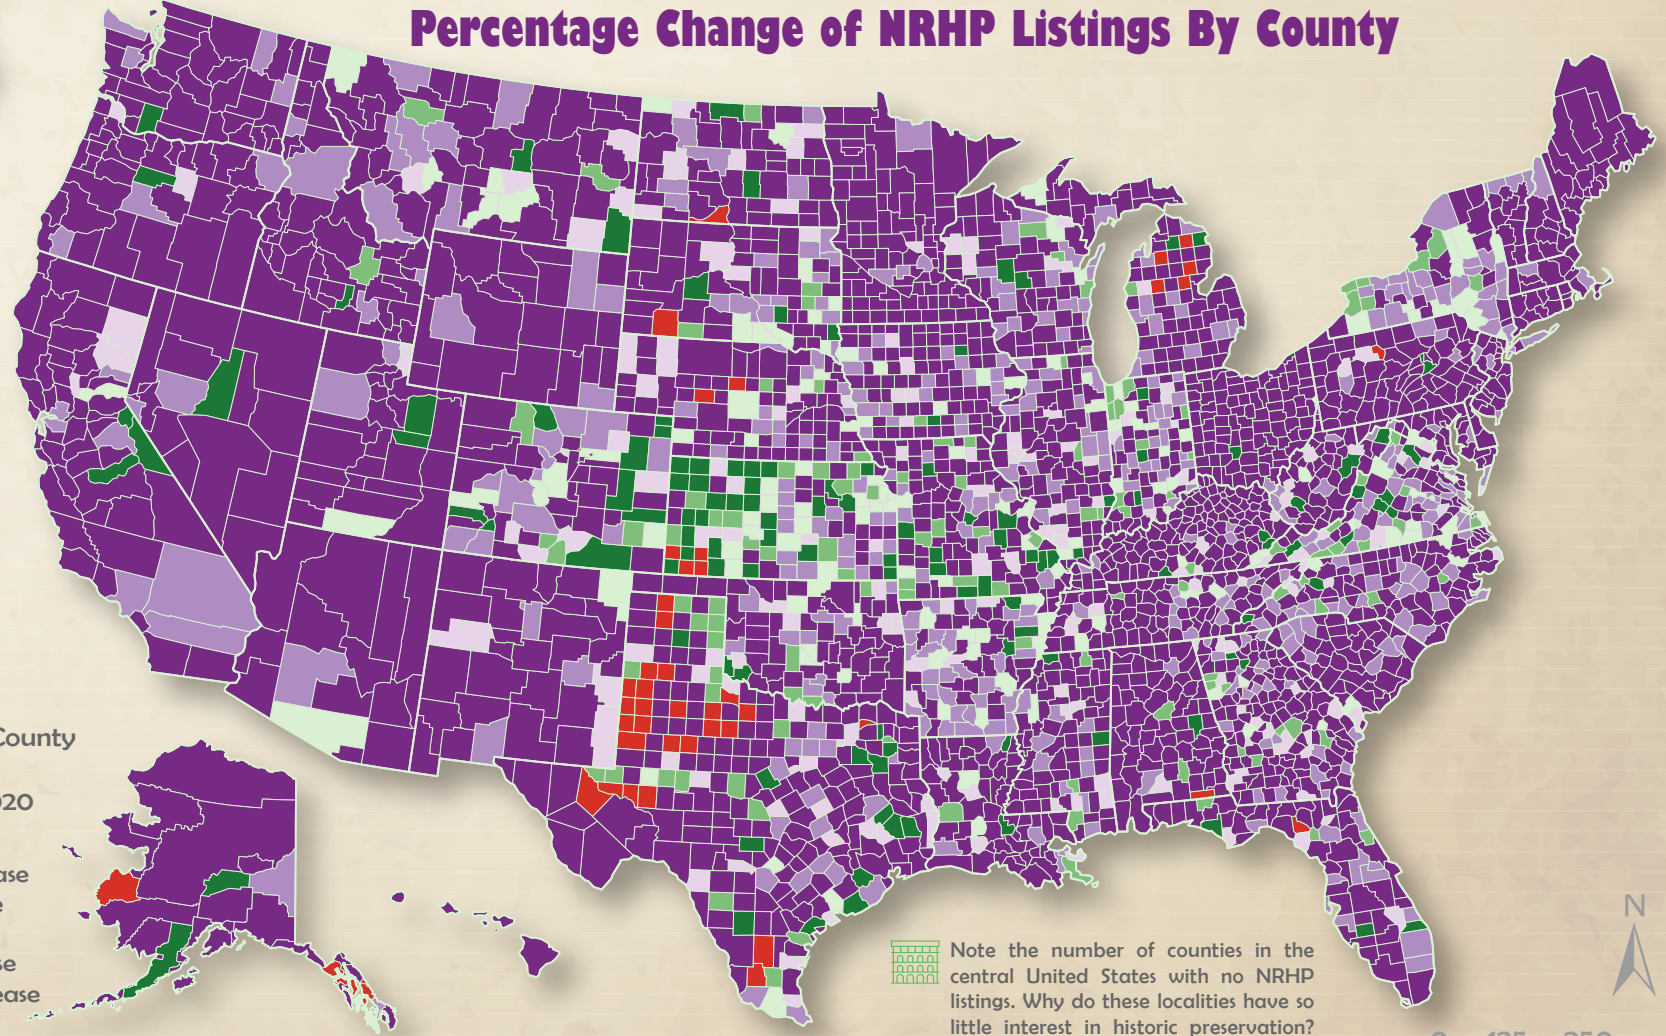 Percentage Change of NRHP Listings By County
County
020
ase
e
se
ease
Note the number of counties in the
central United States with no NRHP
listings. Why do these localities have so
little interest in historic preservation?
N